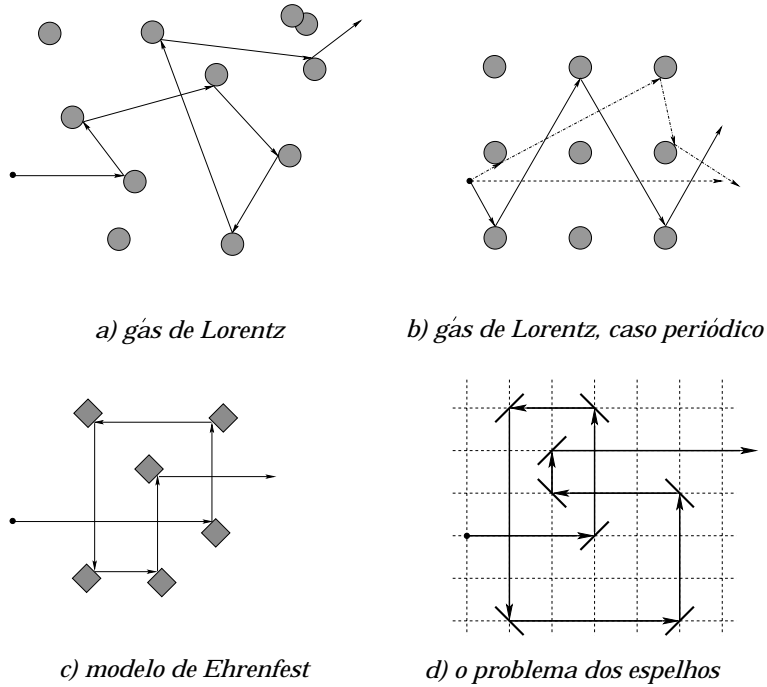 a) gás de Lorentz
b) gás de Lorentz, caso periódico
c) modelo de Ehrenfest
d) o problema dos espelhos